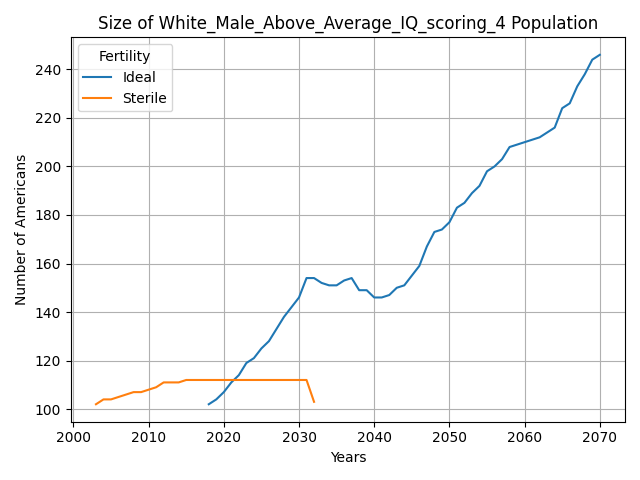 Size of White_Male_Above_Average_IQ_scoring_4 Population
Fertility
Ideal
Sterile
Number of Americans
240
220
200
180
160
140
120
100
2000 2010 2020 2030 2040 2050 2060 2070
Years